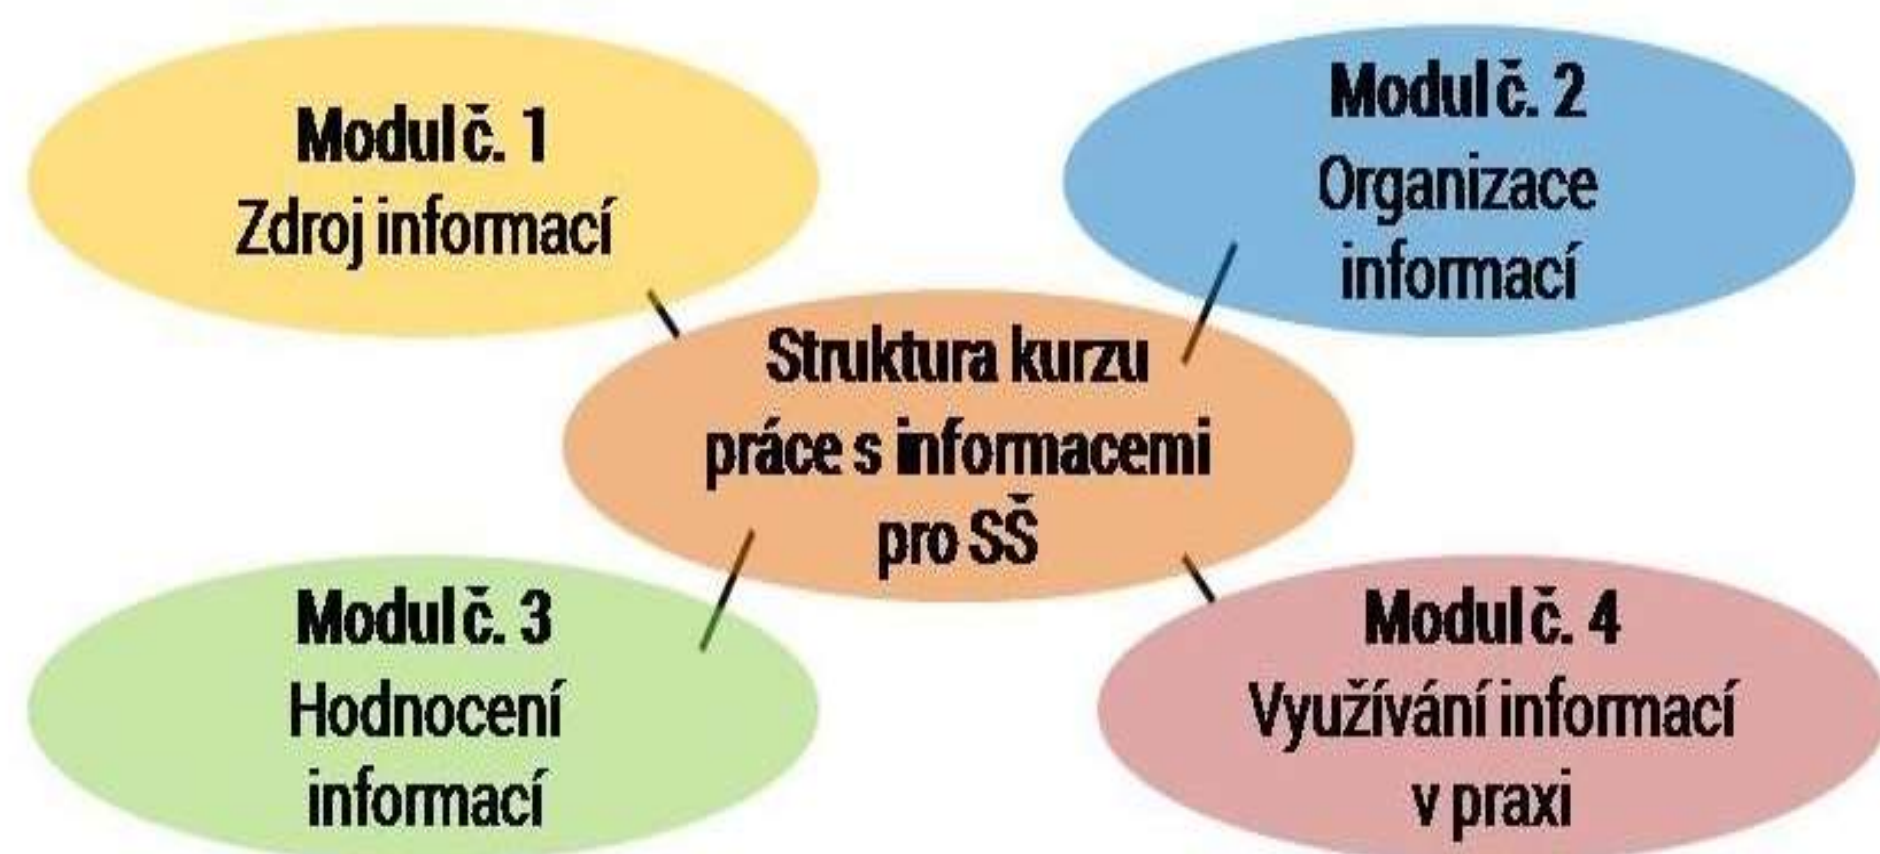 Modul č. 1
Zdroj informací
Modul č. 2
Organizace
informací
Struktura kurzu
práce s informacemi
pro SŠ
Modul č. 3
Hodnocení
informací
Modul č. 4
Využívání informací
v praxi